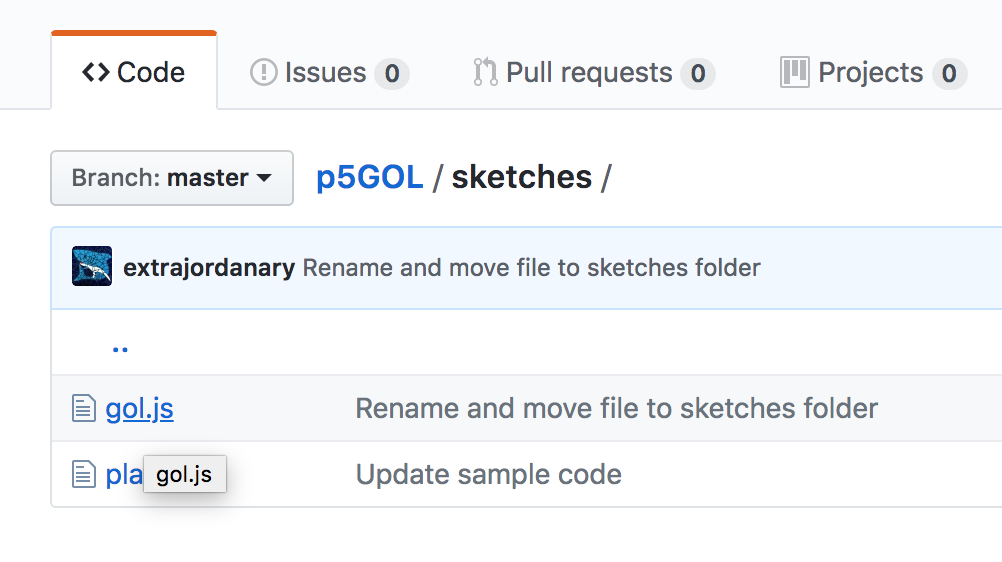 <> Code Issues 0 Pull requests 0 Projects 0
Branch: master p5GOL / sketches /
extrajordanary Rename and move file to sketches folder
..
gol.js Rename and move file to sketches folder
pla gol.js Update sample code